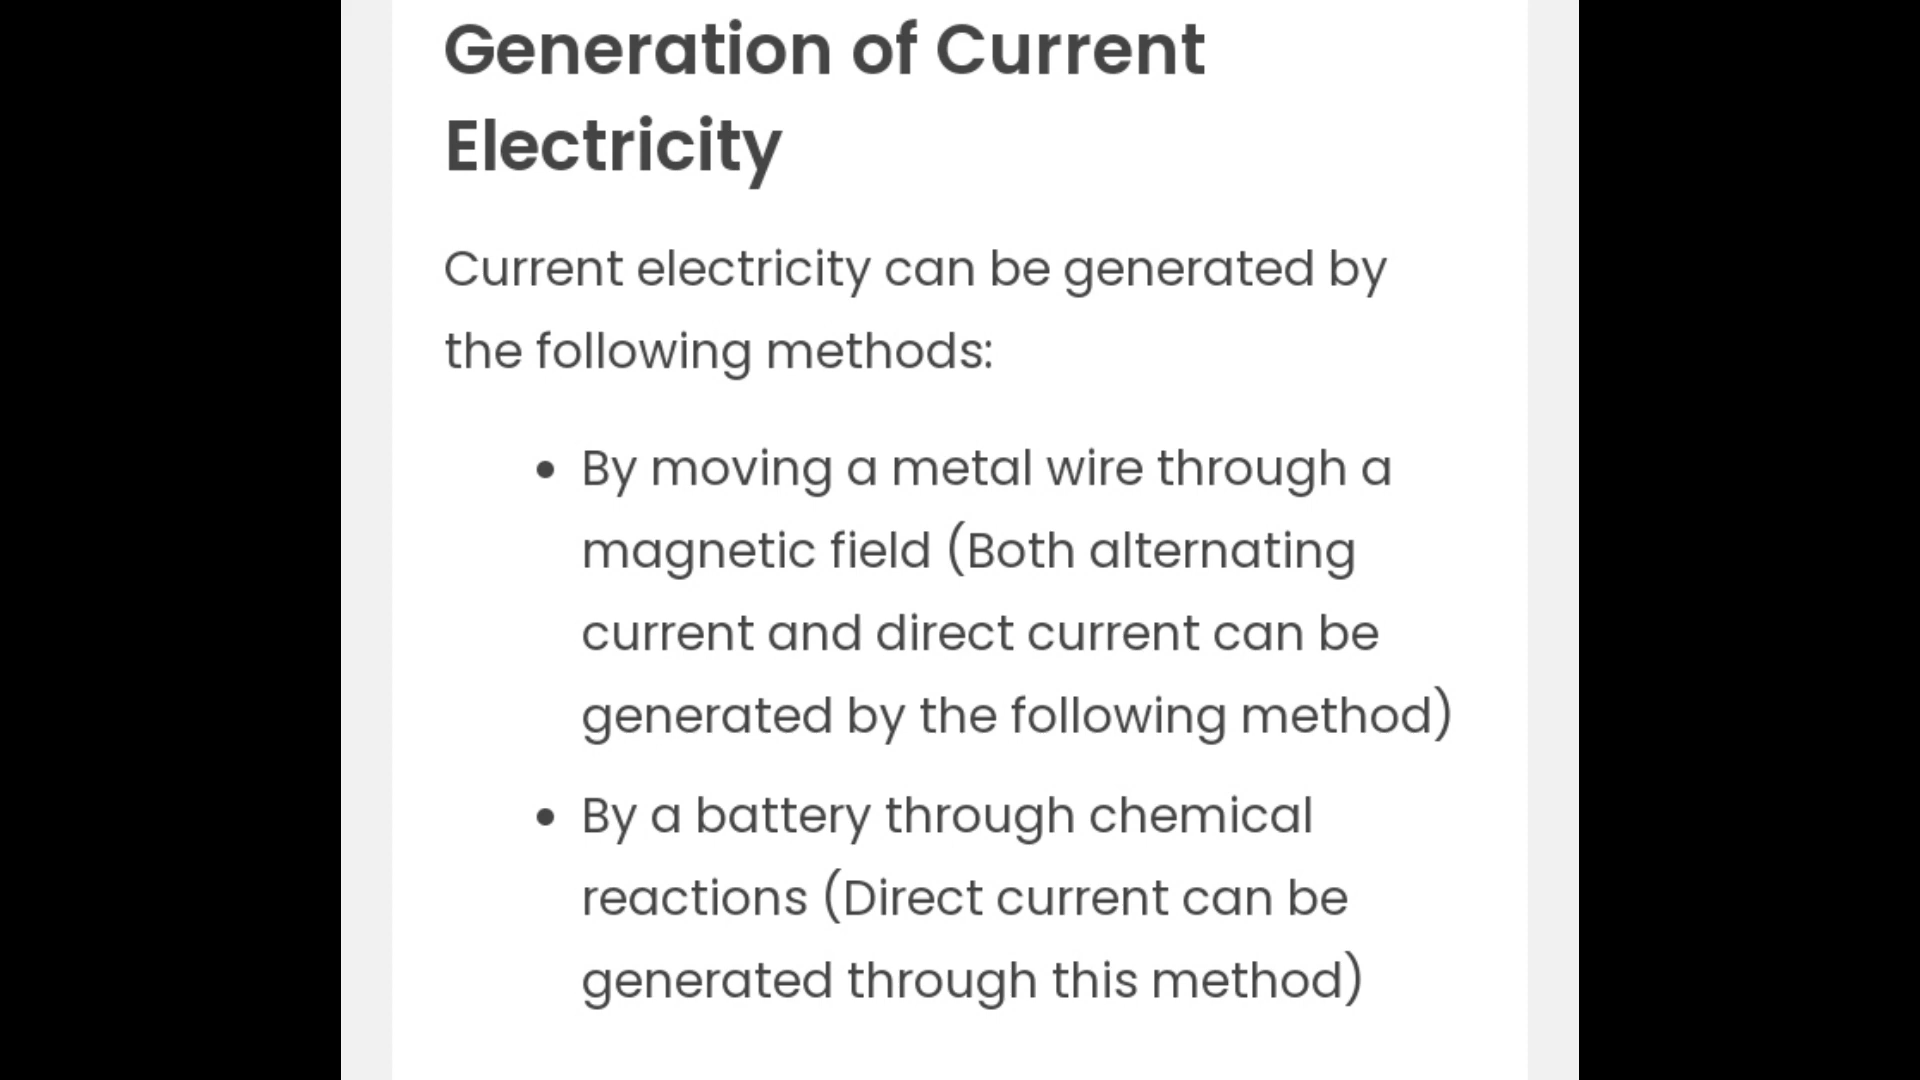 Generation of Current
Electricity
Current electricity can be generated by
the following methods:
• By moving a metal wire through a
magnetic field (Both alternating
current and direct current can be
generated by the following method)
• By a battery through chemical
reactions (Direct current can be
generated through this method)